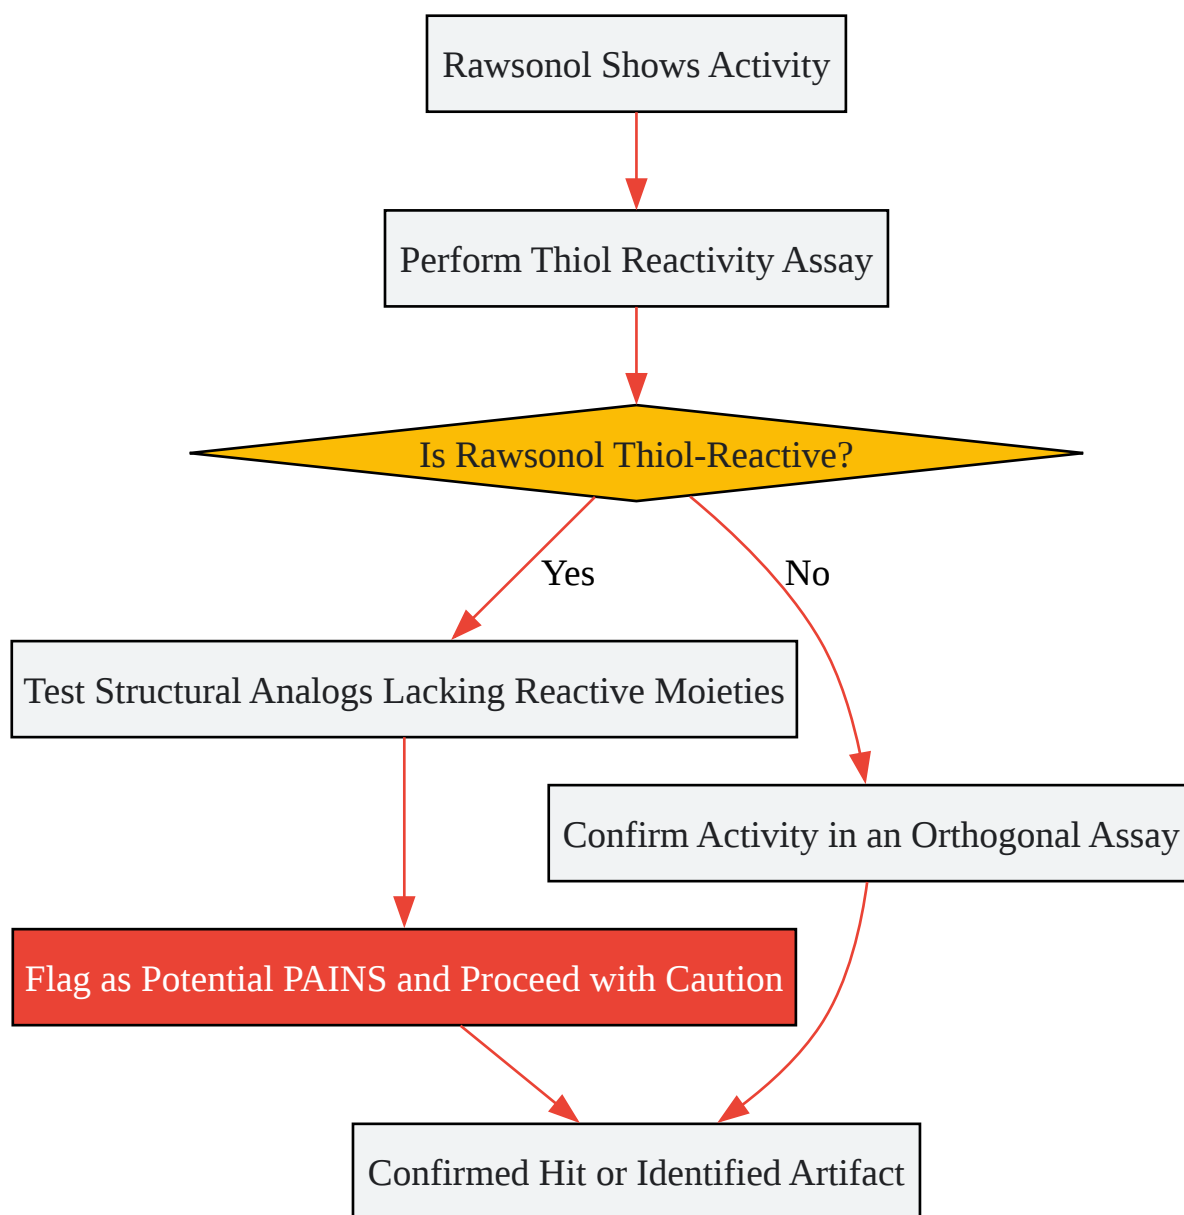 Rawsonol Shows Activity
Perform Thiol Reactivity Assay
Is Rawsonol Thiol-Reactive?
Yes
No
Test Structural Analogs Lacking Reactive Moieties
Confirm Activity in an Orthogonal Assay
Flag as Potential PAINS and Proceed with Caution
Confirmed Hit or Identified Artifact